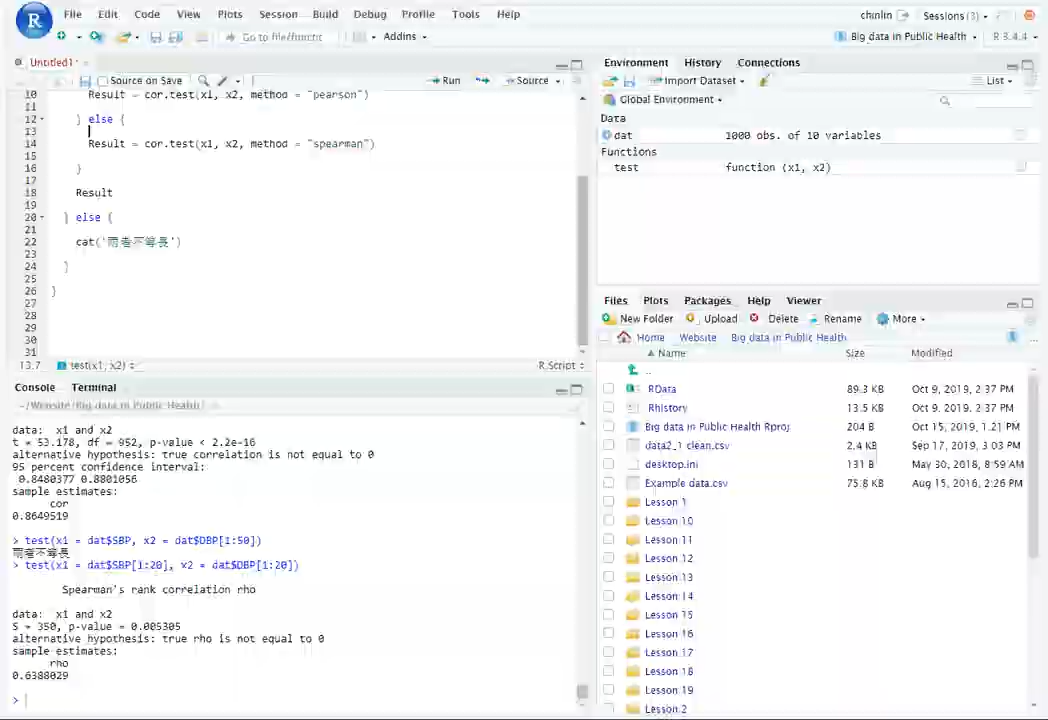 File Edit Code View Plots Session Build Debug Profile Tools Help
chinlin Sessions (3)
Go to file/function Addins
Big data in Public Health R 3.4.4
Untitled1*
Source on Save Run Source
10 Result = cor.test(x1, x2, method = "pearson")
11
12 } else {
13
14 Result = cor.test(x1, x2, method = "spearman")
15
16 }
17
18 Result
19
20 } else {
21
22 cat('兩者不等長')
23
24 }
25
26 }
27
28
29
30
31
13:7 test(x1, x2) R Script
Console Terminal
~/Website/Big data in Public Health/
data: x1 and x2
t = 53.178, df = 952, p-value < 2.2e-16
alternative hypothesis: true correlation is not equal to 0
95 percent confidence interval:
0.8480377 0.8801056
sample estimates:
cor
0.8649519
> test(x1 = dat$SBP, x2 = dat$DBP[1:50])
兩者不等長
> test(x1 = dat$SBP[1:20], x2 = dat$DBP[1:20])
Spearman's rank correlation rho
data: x1 and x2
S = 350, p-value = 0.005305
alternative hypothesis: true rho is not equal to 0
sample estimates:
rho
0.6388029
>
Environment History Connections
Import Dataset List
Global Environment
Data
dat 1000 obs. of 10 variables
Functions
test function (x1, x2)
Files Plots Packages Help Viewer
New Folder Upload Delete Rename More
Home Website Big data in Public Health
Name Size Modified
..
.RData 89.3 KB Oct 9, 2019, 2:37 PM
.Rhistory 13.5 KB Oct 9, 2019, 2:37 PM
Big data in Public Health.Rproj 204 B Oct 15, 2019, 1:21 PM
data2_1 clean.csv 2.4 KB Sep 17, 2019, 3:03 PM
desktop.ini 131 B May 30, 2018, 8:59 AM
Example data.csv 75.8 KB Aug 15, 2016, 2:26 PM
Lesson 1
Lesson 10
Lesson 11
Lesson 12
Lesson 13
Lesson 14
Lesson 15
Lesson 16
Lesson 17
Lesson 18
Lesson 19
Lesson 2